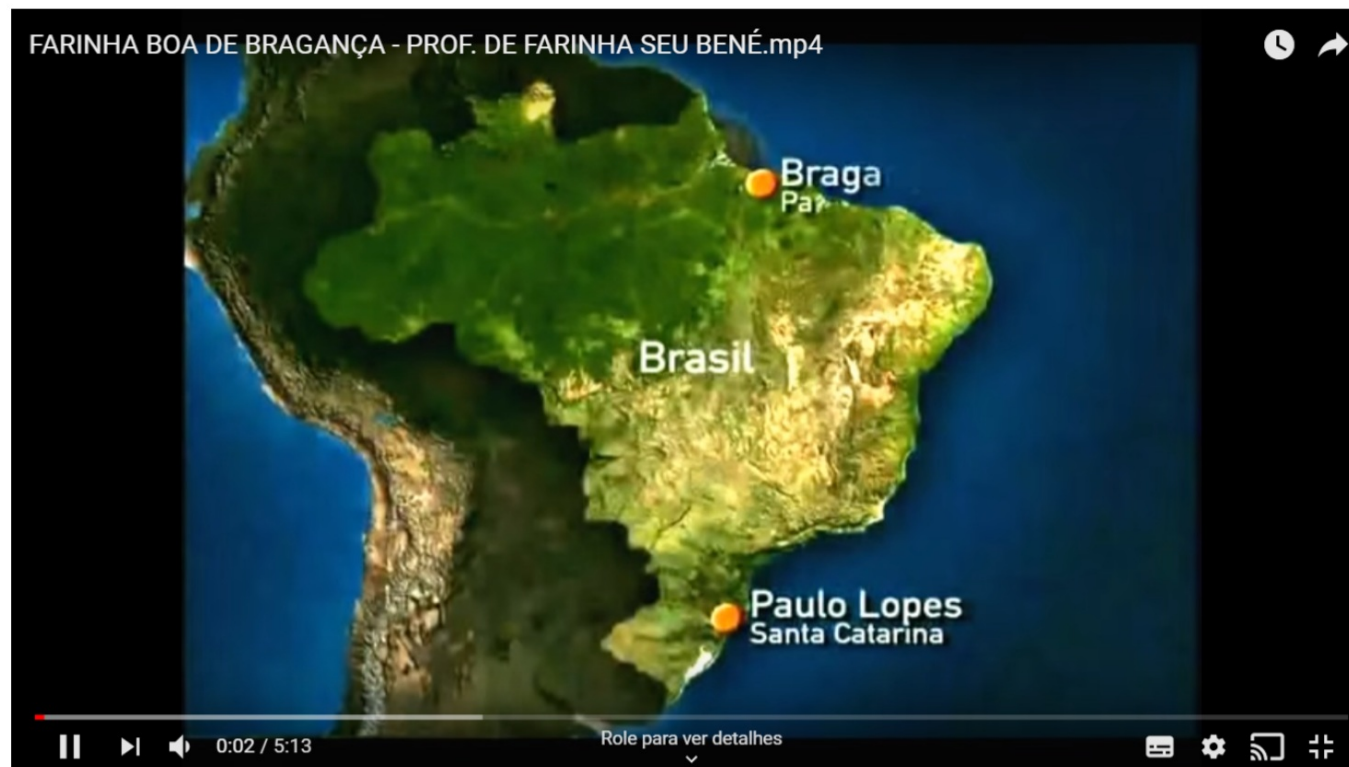 FARINHA BOA DE BRAGANÇA - PROF. DE FARINHA SEU BENÉ.mp4
Braga
Pa
Brasil
Paulo Lopes
Santa Catarina
0:02 / 5:13
Role para ver detalhes